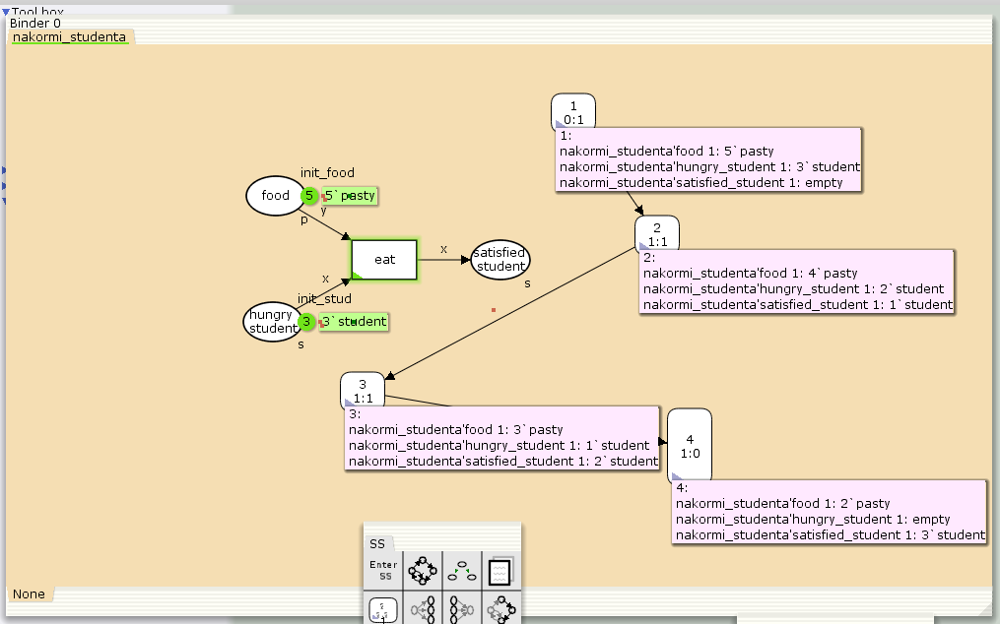 Tool box
Binder 0
nakormi_studenta
1
0:1
1:
nakormi_studenta'food 1: 5`pasty
nakormi_studenta'hungry_student 1: 3`student
nakormi_studenta'satisfied_student 1: empty
init_food
food
5
5`pasty
y
p
2
1:1
2:
nakormi_studenta'food 1: 4`pasty
nakormi_studenta'hungry_student 1: 2`student
nakormi_studenta'satisfied_student 1: 1`student
eat
x
satisfied
student
s
x
init_stud
hungry
student
3
3`student
s
3
1:1
3:
nakormi_studenta'food 1: 3`pasty
nakormi_studenta'hungry_student 1: 1`student
nakormi_studenta'satisfied_student 1: 2`student
4
1:0
4:
nakormi_studenta'food 1: 2`pasty
nakormi_studenta'hungry_student 1: empty
nakormi_studenta'satisfied_student 1: 3`student
SS
Enter
SS
None